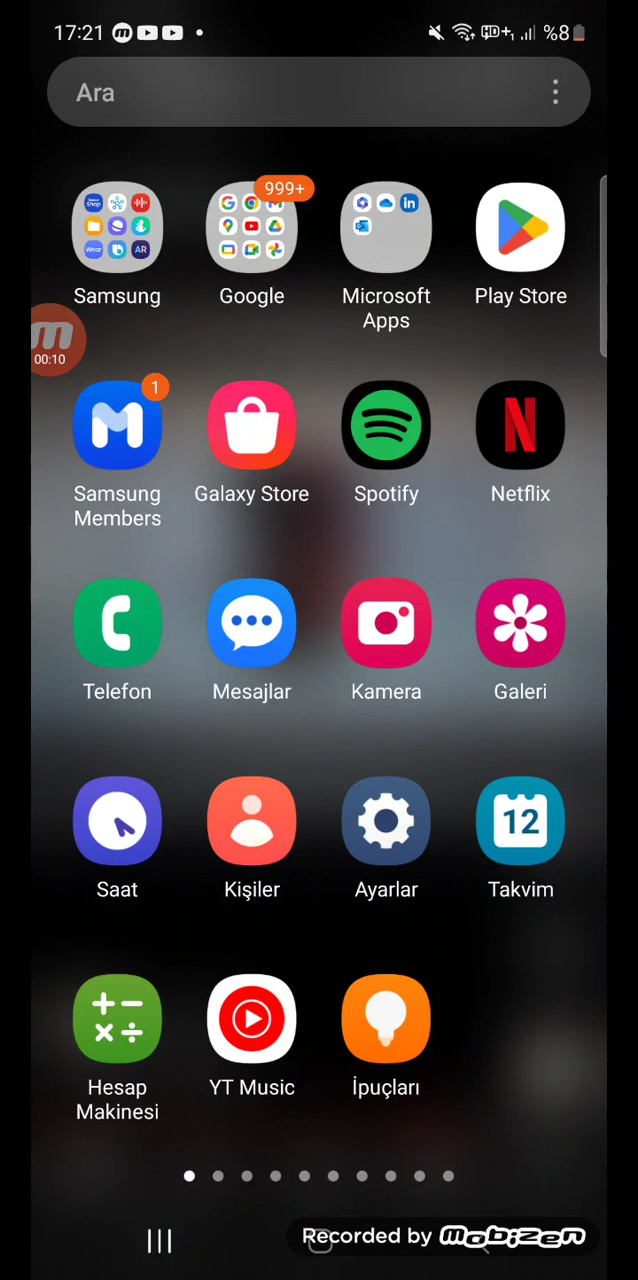 17:21 %8
Ara
999+
Samsung Google Microsoft Apps Play Store
00:10
1
Samsung Members Galaxy Store Spotify Netflix
Telefon Mesajlar Kamera Galeri
12
Saat Kişiler Ayarlar Takvim
Hesap Makinesi YT Music İpuçları
Recorded by mobizen